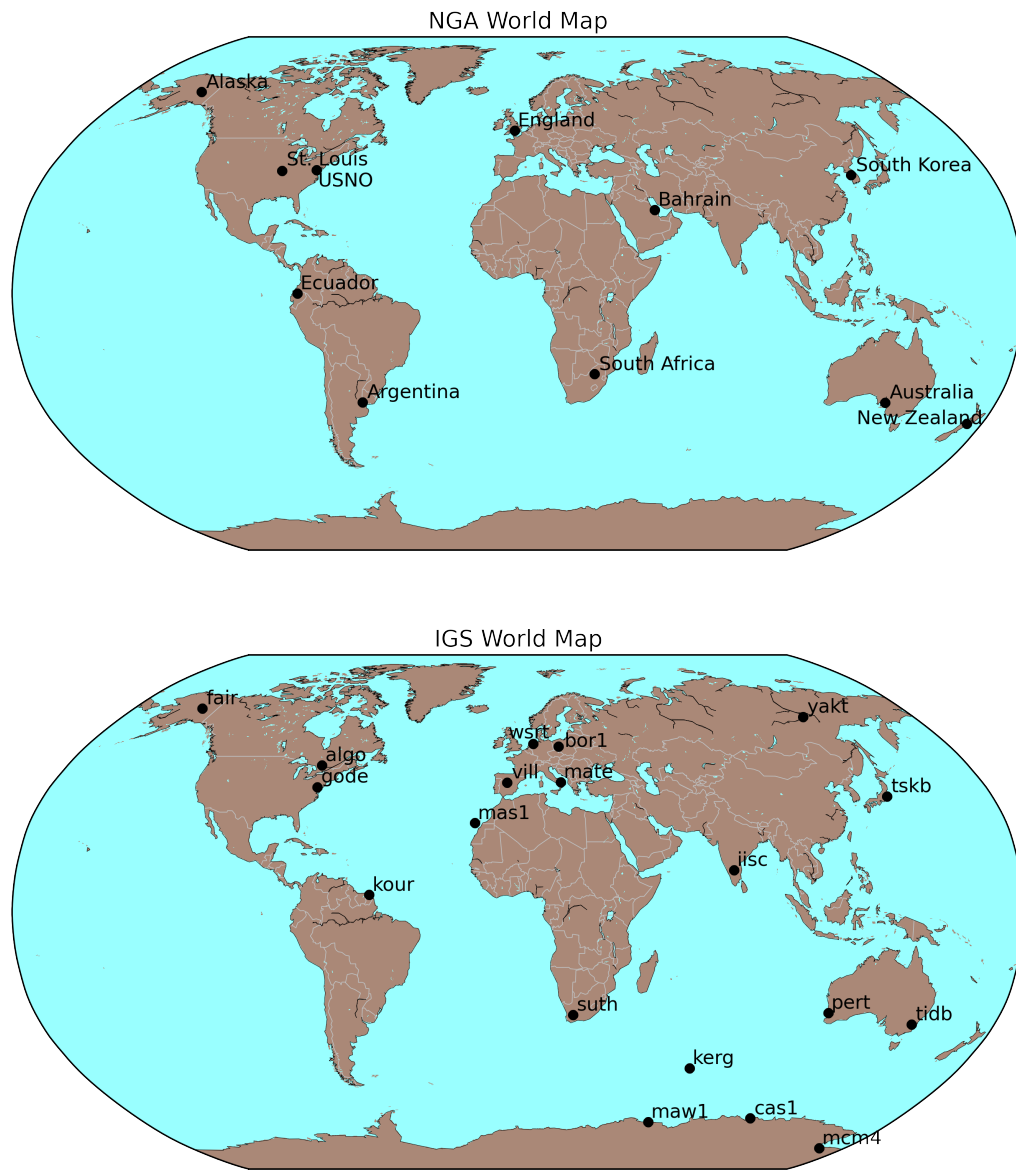 NGA World Map
Alaska
England
St. Louis
South Korea
USNO
Bahrain
Ecuador
South Africa
Argentina
Australia
New Zealand
IGS World Map
fair
yakt
wsrt
bor1
algo
gode
vill
mate
tskb
mas1
iisc
kour
suth
pert
tidb
kerg
maw1
cas1
mcm4